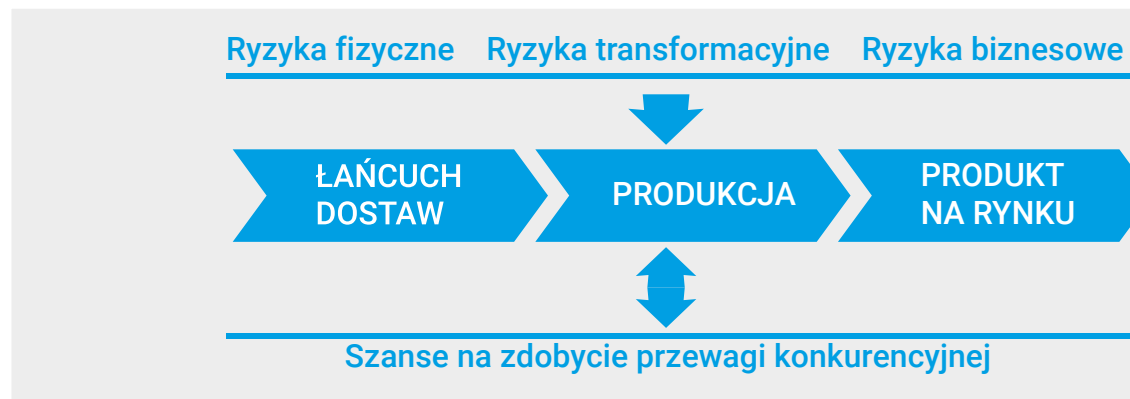 Ryzyka fizyczne Ryzyka transformacyjne Ryzyka biznesowe
ŁAŃCUCH
DOSTAW
PRODUKCJA
PRODUKT
NA RYNKU
Szanse na zdobycie przewagi konkurencyjnej